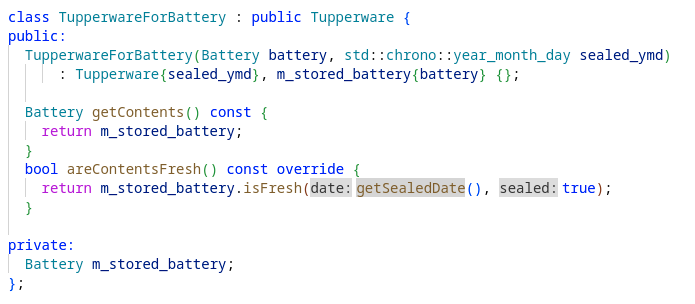 class TupperwareForBattery : public Tupperware {
public:
  TupperwareForBattery(Battery battery, std::chrono::year_month_day sealed_ymd)
      : Tupperware{sealed_ymd}, m_stored_battery{battery} {};

  Battery getContents() const {
    return m_stored_battery;
  }
  bool areContentsFresh() const override {
    return m_stored_battery.isFresh(date: getSealedDate(), sealed: true);
  }

private:
  Battery m_stored_battery;
};